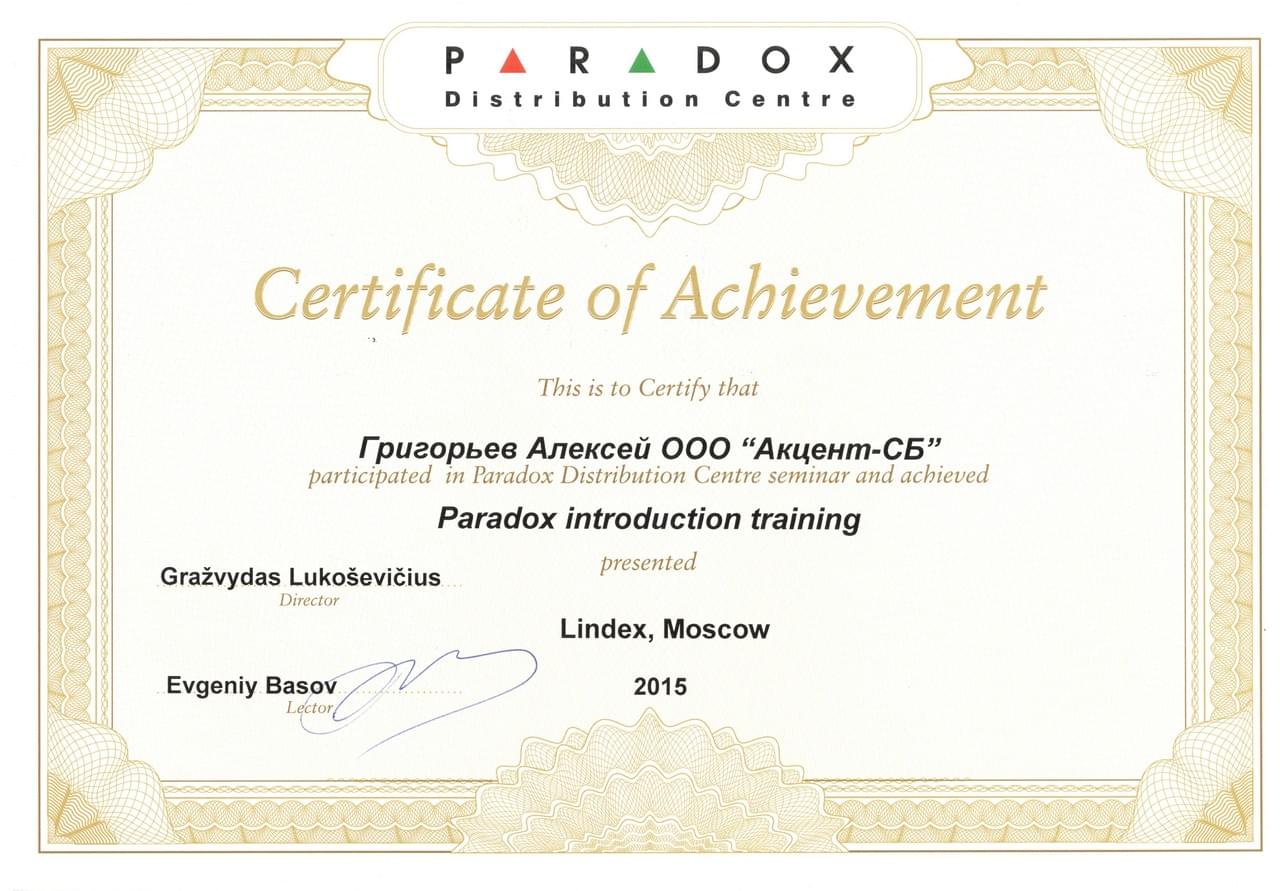 PARADOX
Distribution Centre
Certificate of Achievement
This is to Certify that
Григорьев Алексей ООО “Акцент-СБ”
participated in Paradox Distribution Centre seminar and achieved
Paradox introduction training
presented
Gražvydas Lukoševičius
Director
Lindex, Moscow
Evgeniy Basov
2015
Lector